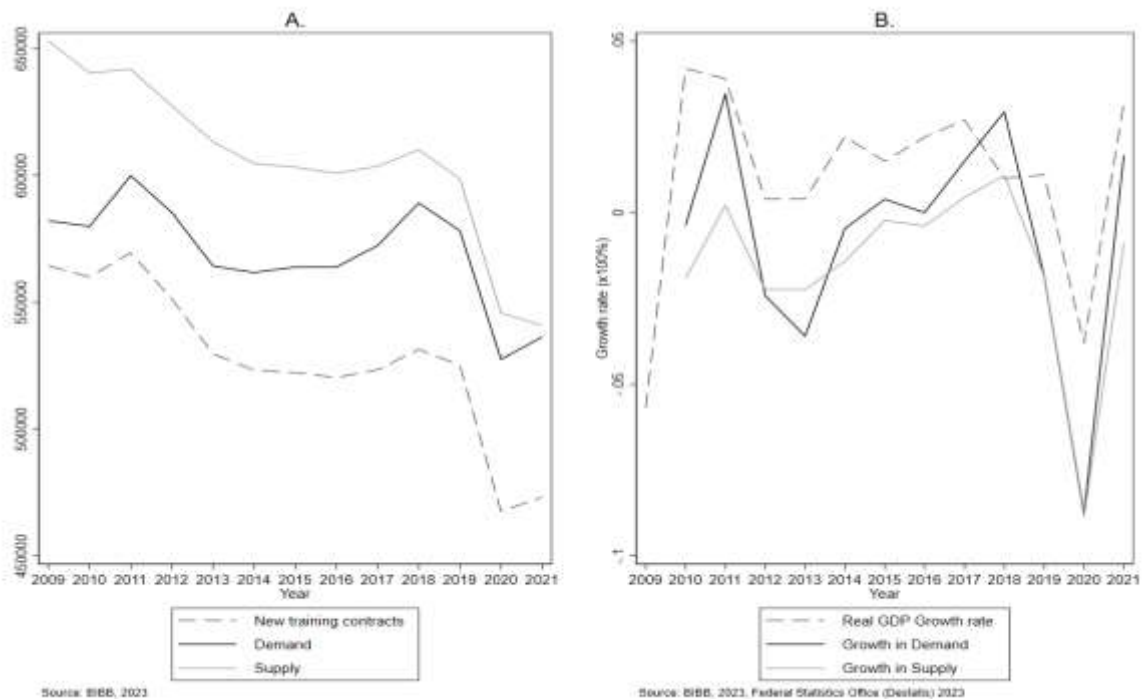 A.
650000
600000
550000
500000
450000
2009 2010 2011 2012 2013 2014 2015 2016 2017 2018 2019 2020 2021
Year
New training contracts
Demand
Supply
Source: BIBB, 2023
B.
Growth rate (x100%)
.05
0
-.05
-.1
2009 2010 2011 2012 2013 2014 2015 2016 2017 2018 2019 2020 2021
Year
Real GDP Growth rate
Growth in Demand
Growth in Supply
Source: BIBB, 2023, Federal Statistics Office (Destatis) 2023